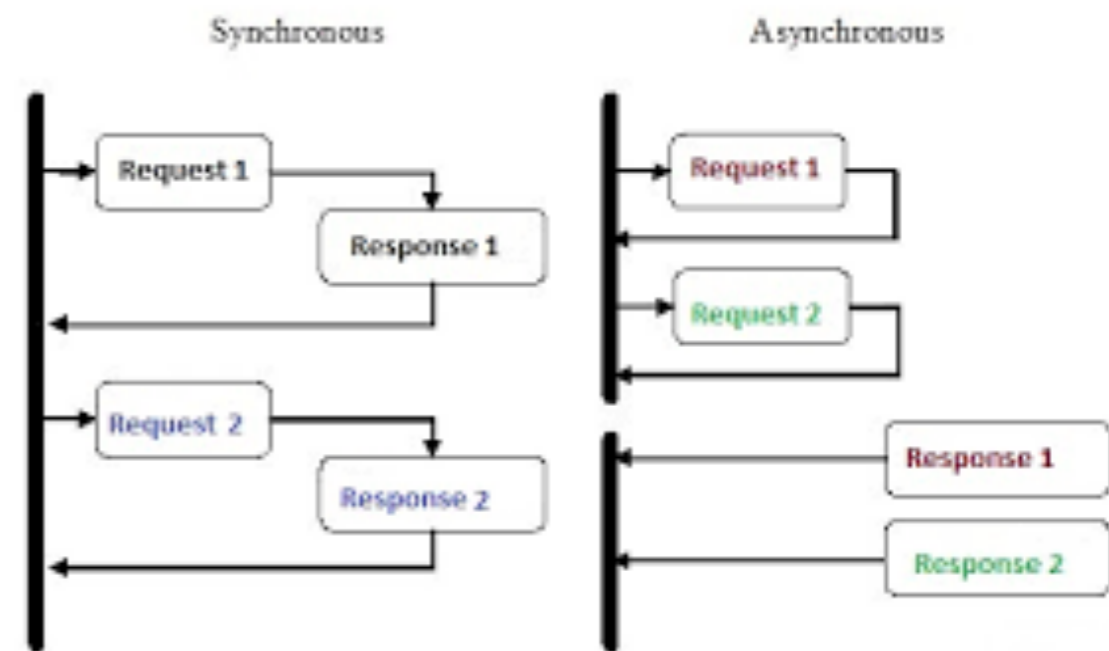 Synchronous
Request 1
Response 1
Request 2
Response 2
Asynchronous
Request 1
Request 2
Response 1
Response 2